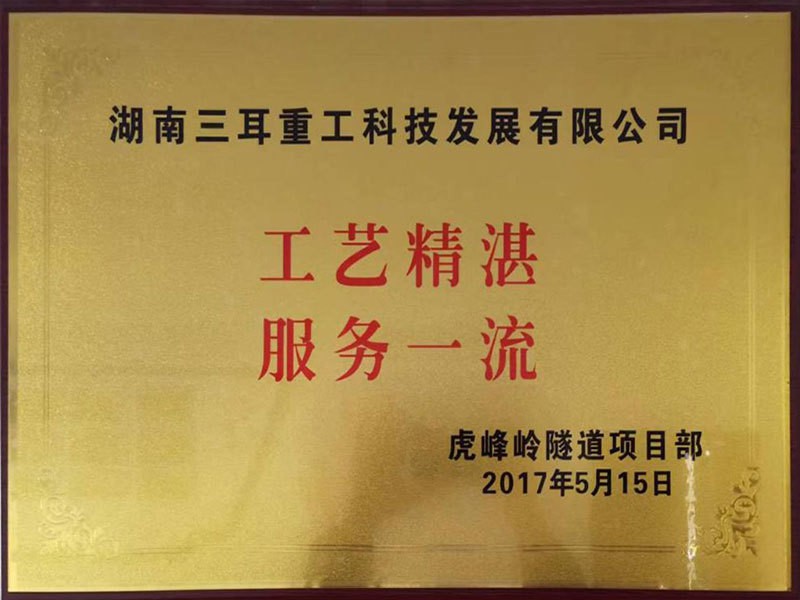 湖南三耳重工科技发展有限公司
工艺精湛
服务一流
虎峰岭隧道项目部
2017年5月15日